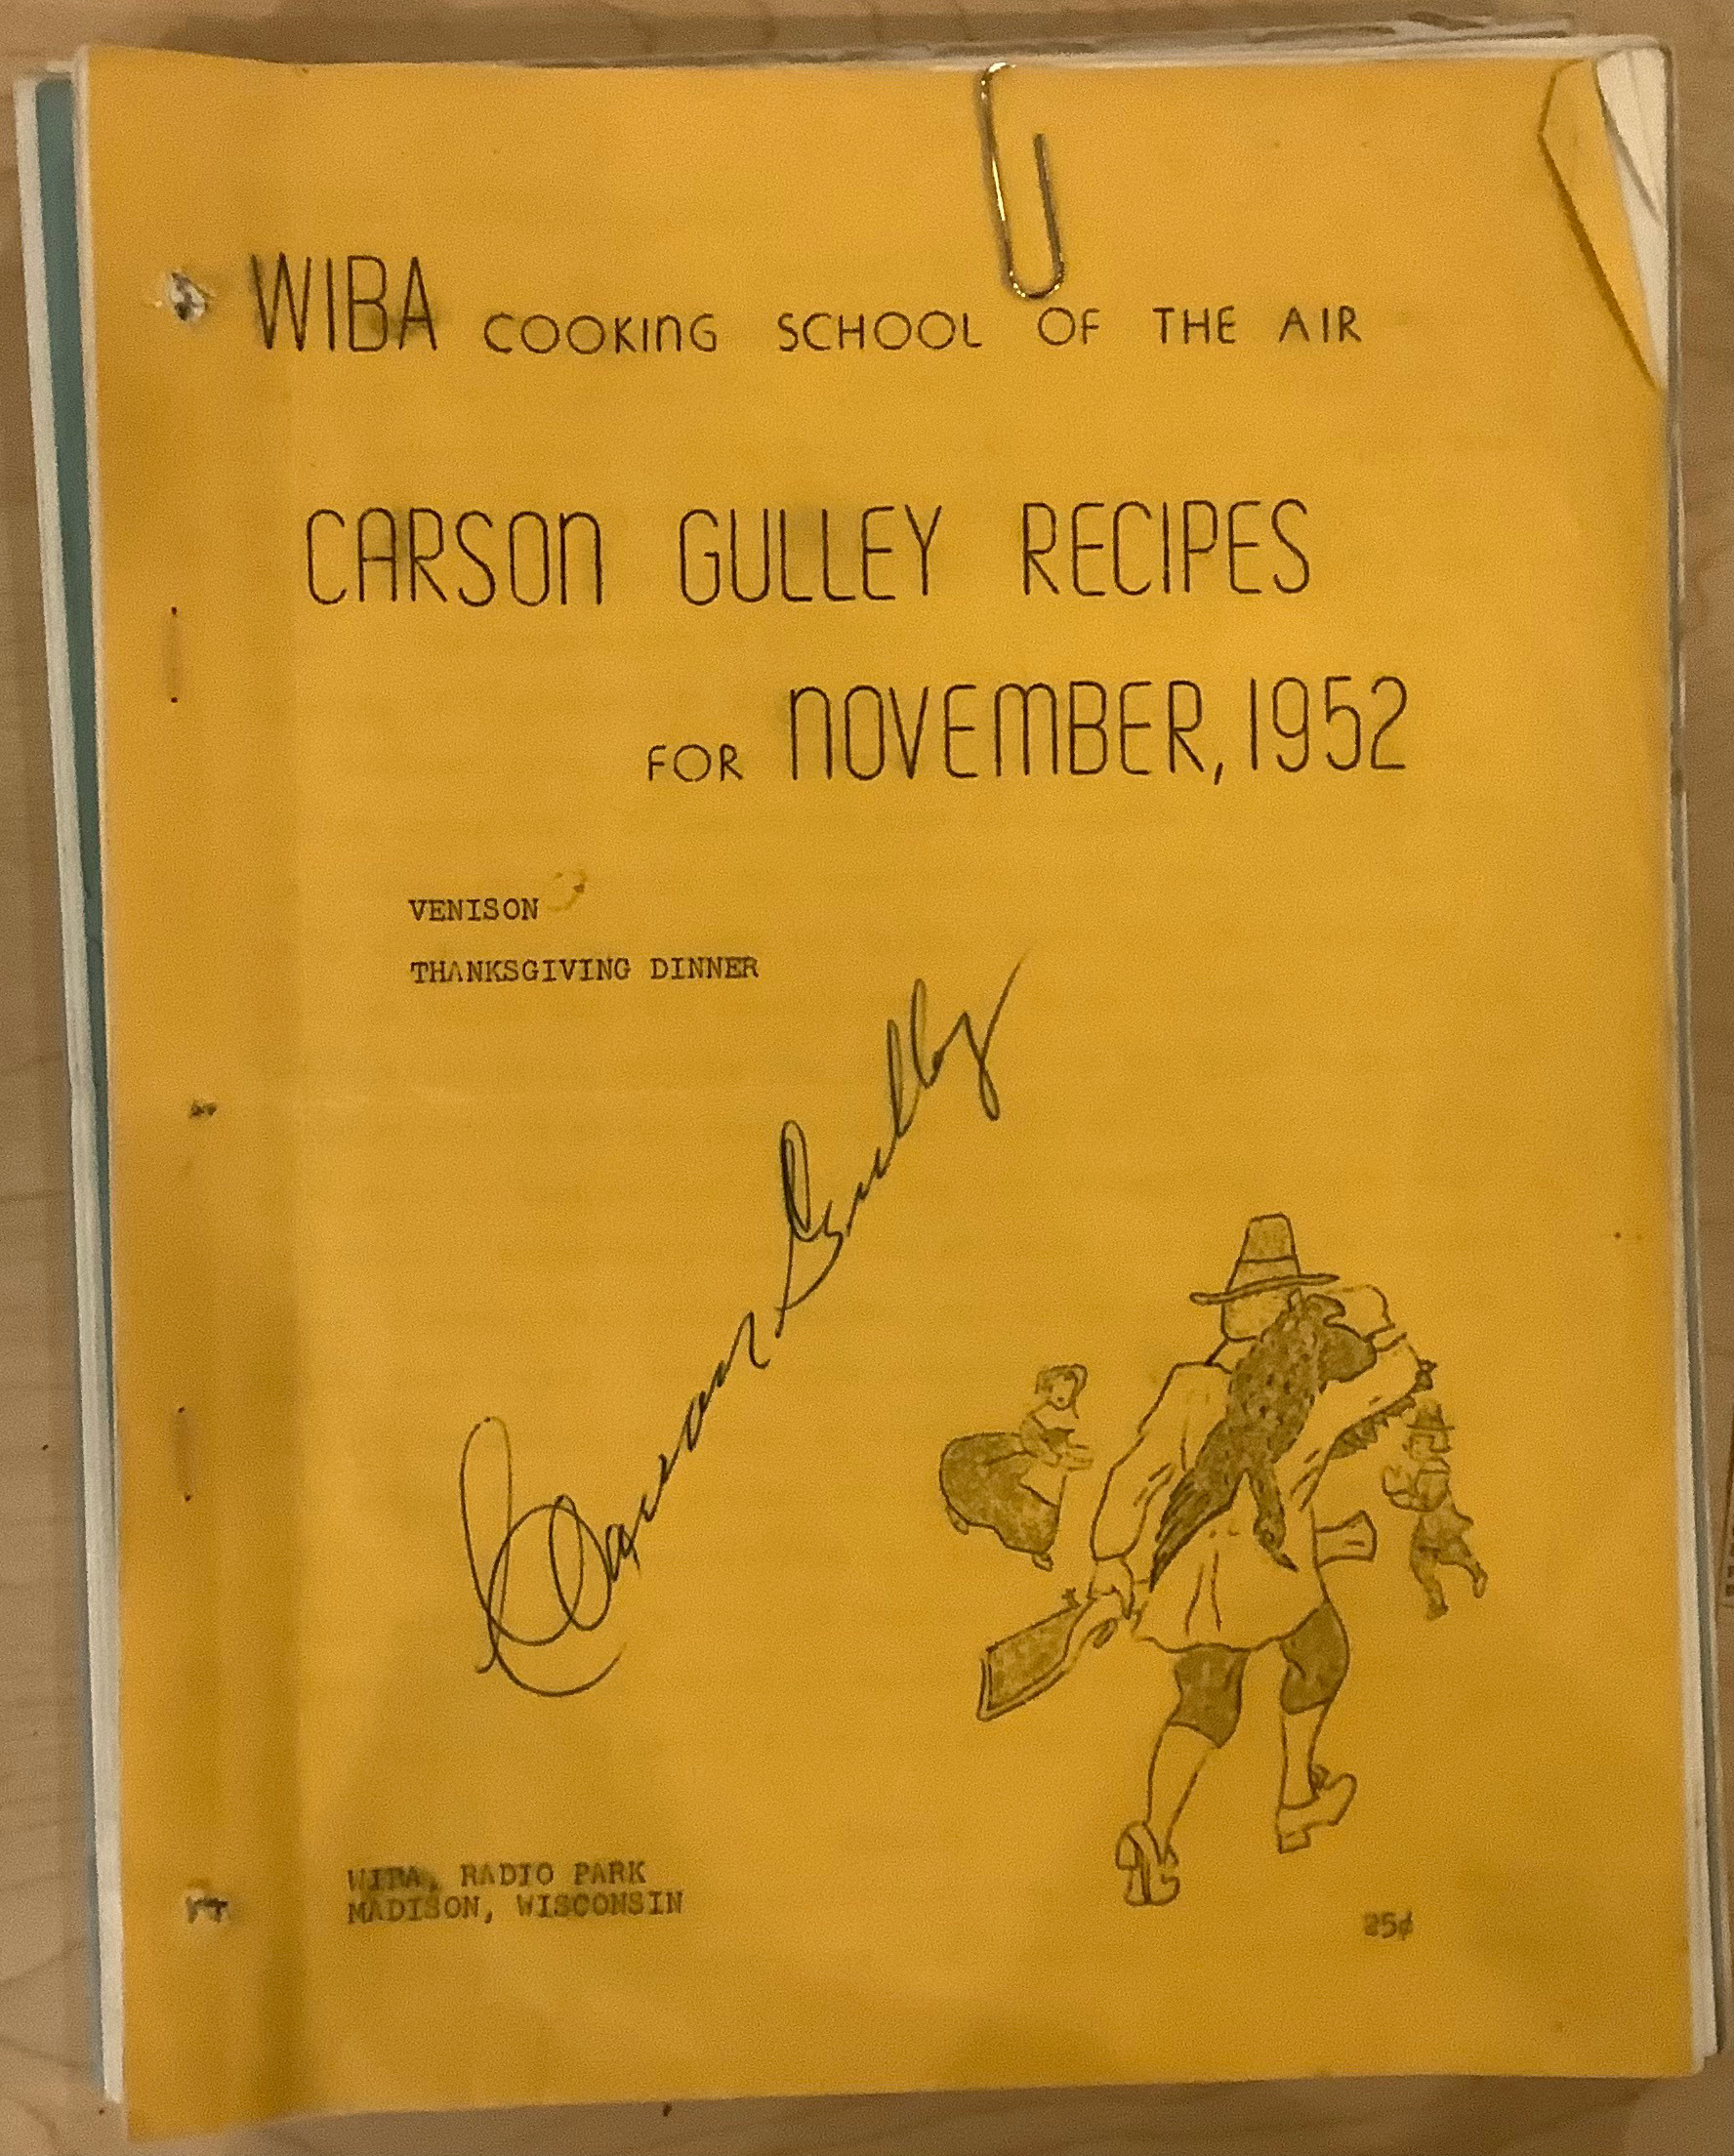 WIBA COOKING SCHOOL OF THE AIR
CARSON GULLEY RECIPES
FOR NOVEMBER, 1952
VENISON
THANKSGIVING DINNER
Carson Gulley
WIBA, RADIO PARK
MADISON, WISCONSIN
25¢